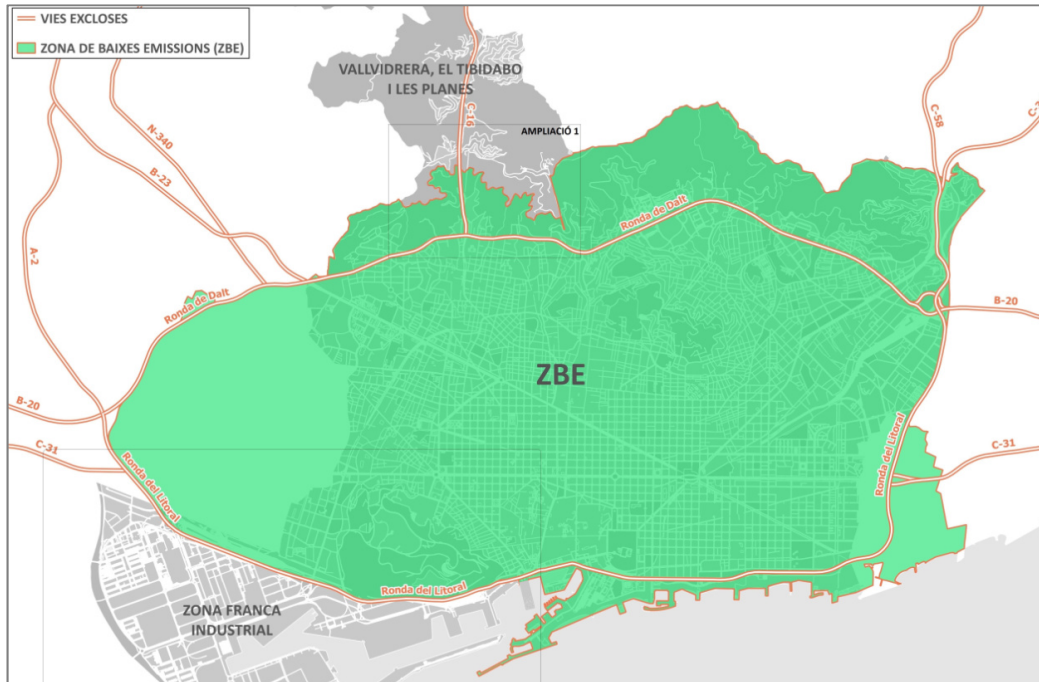 VIES EXCLOSES
ZONA DE BAIXES EMISSIONS (ZBE)
VALLVIDRERA, EL TIBIDABO
I LES PLANES
AMPLIACIÓ 1
C-16
C-58
N-340
B-23
A-2
Ronda de Dalt
Ronda de Dalt
B-20
ZBE
B-20
C-31
C-31
Ronda del Litoral
Ronda del Litoral
Ronda del Litoral
ZONA FRANCA
INDUSTRIAL